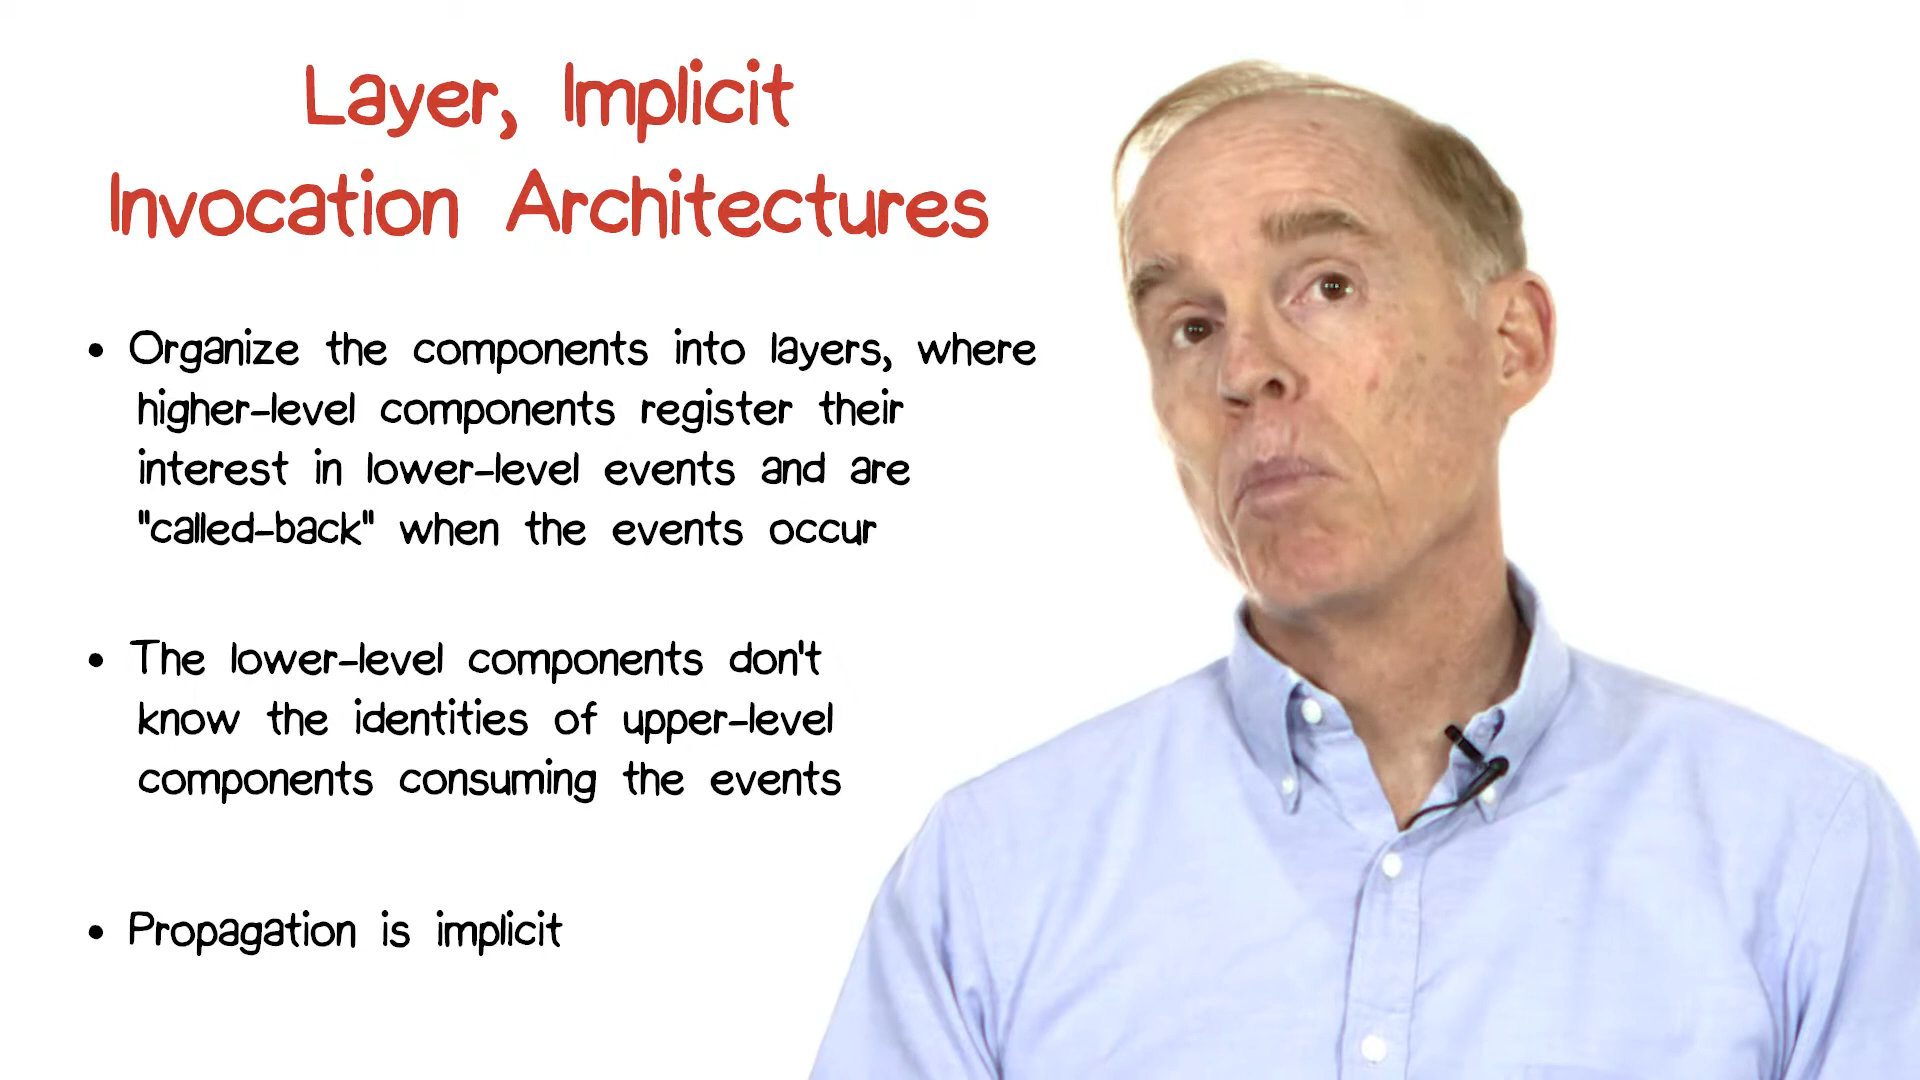 Layer, Implicit
Invocation Architectures
• Organize the components into layers, where
higher-level components register their
interest in lower-level events and are
"called-back" when the events occur
• The lower-level components don't
know the identities of upper-level
components consuming the events
• Propagation is implicit